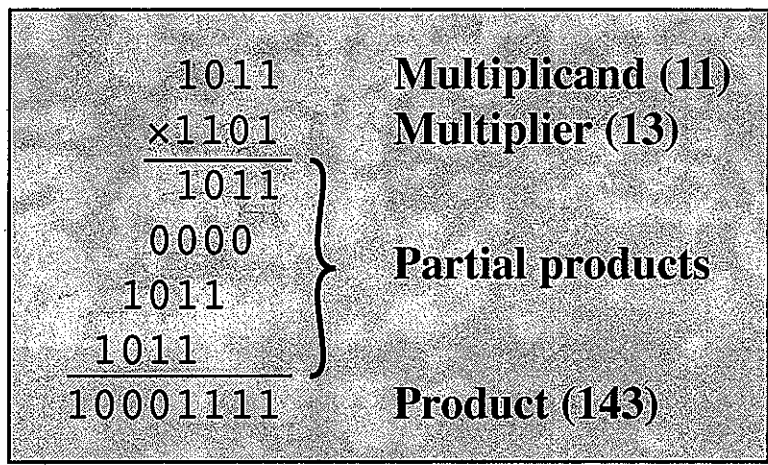 1011 Multiplicand (11)
×1101 Multiplier (13)
1011
0000
Partial products
1011
1011
10001111 Product (143)